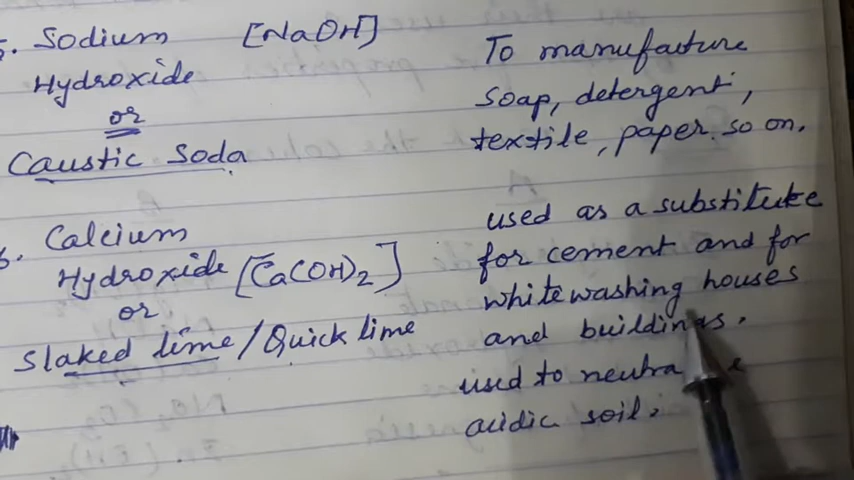 5. Sodium [NaOH]
Hydroxide
or
Caustic Soda
To manufacture
soap, detergent,
textile, paper. so on.
6. Calcium
Hydroxide [Ca(OH)2]
or
Slaked lime/Quick lime
used as a substitute
for cement and for
whitewashing houses
and buildings.
used to
acidic soil.